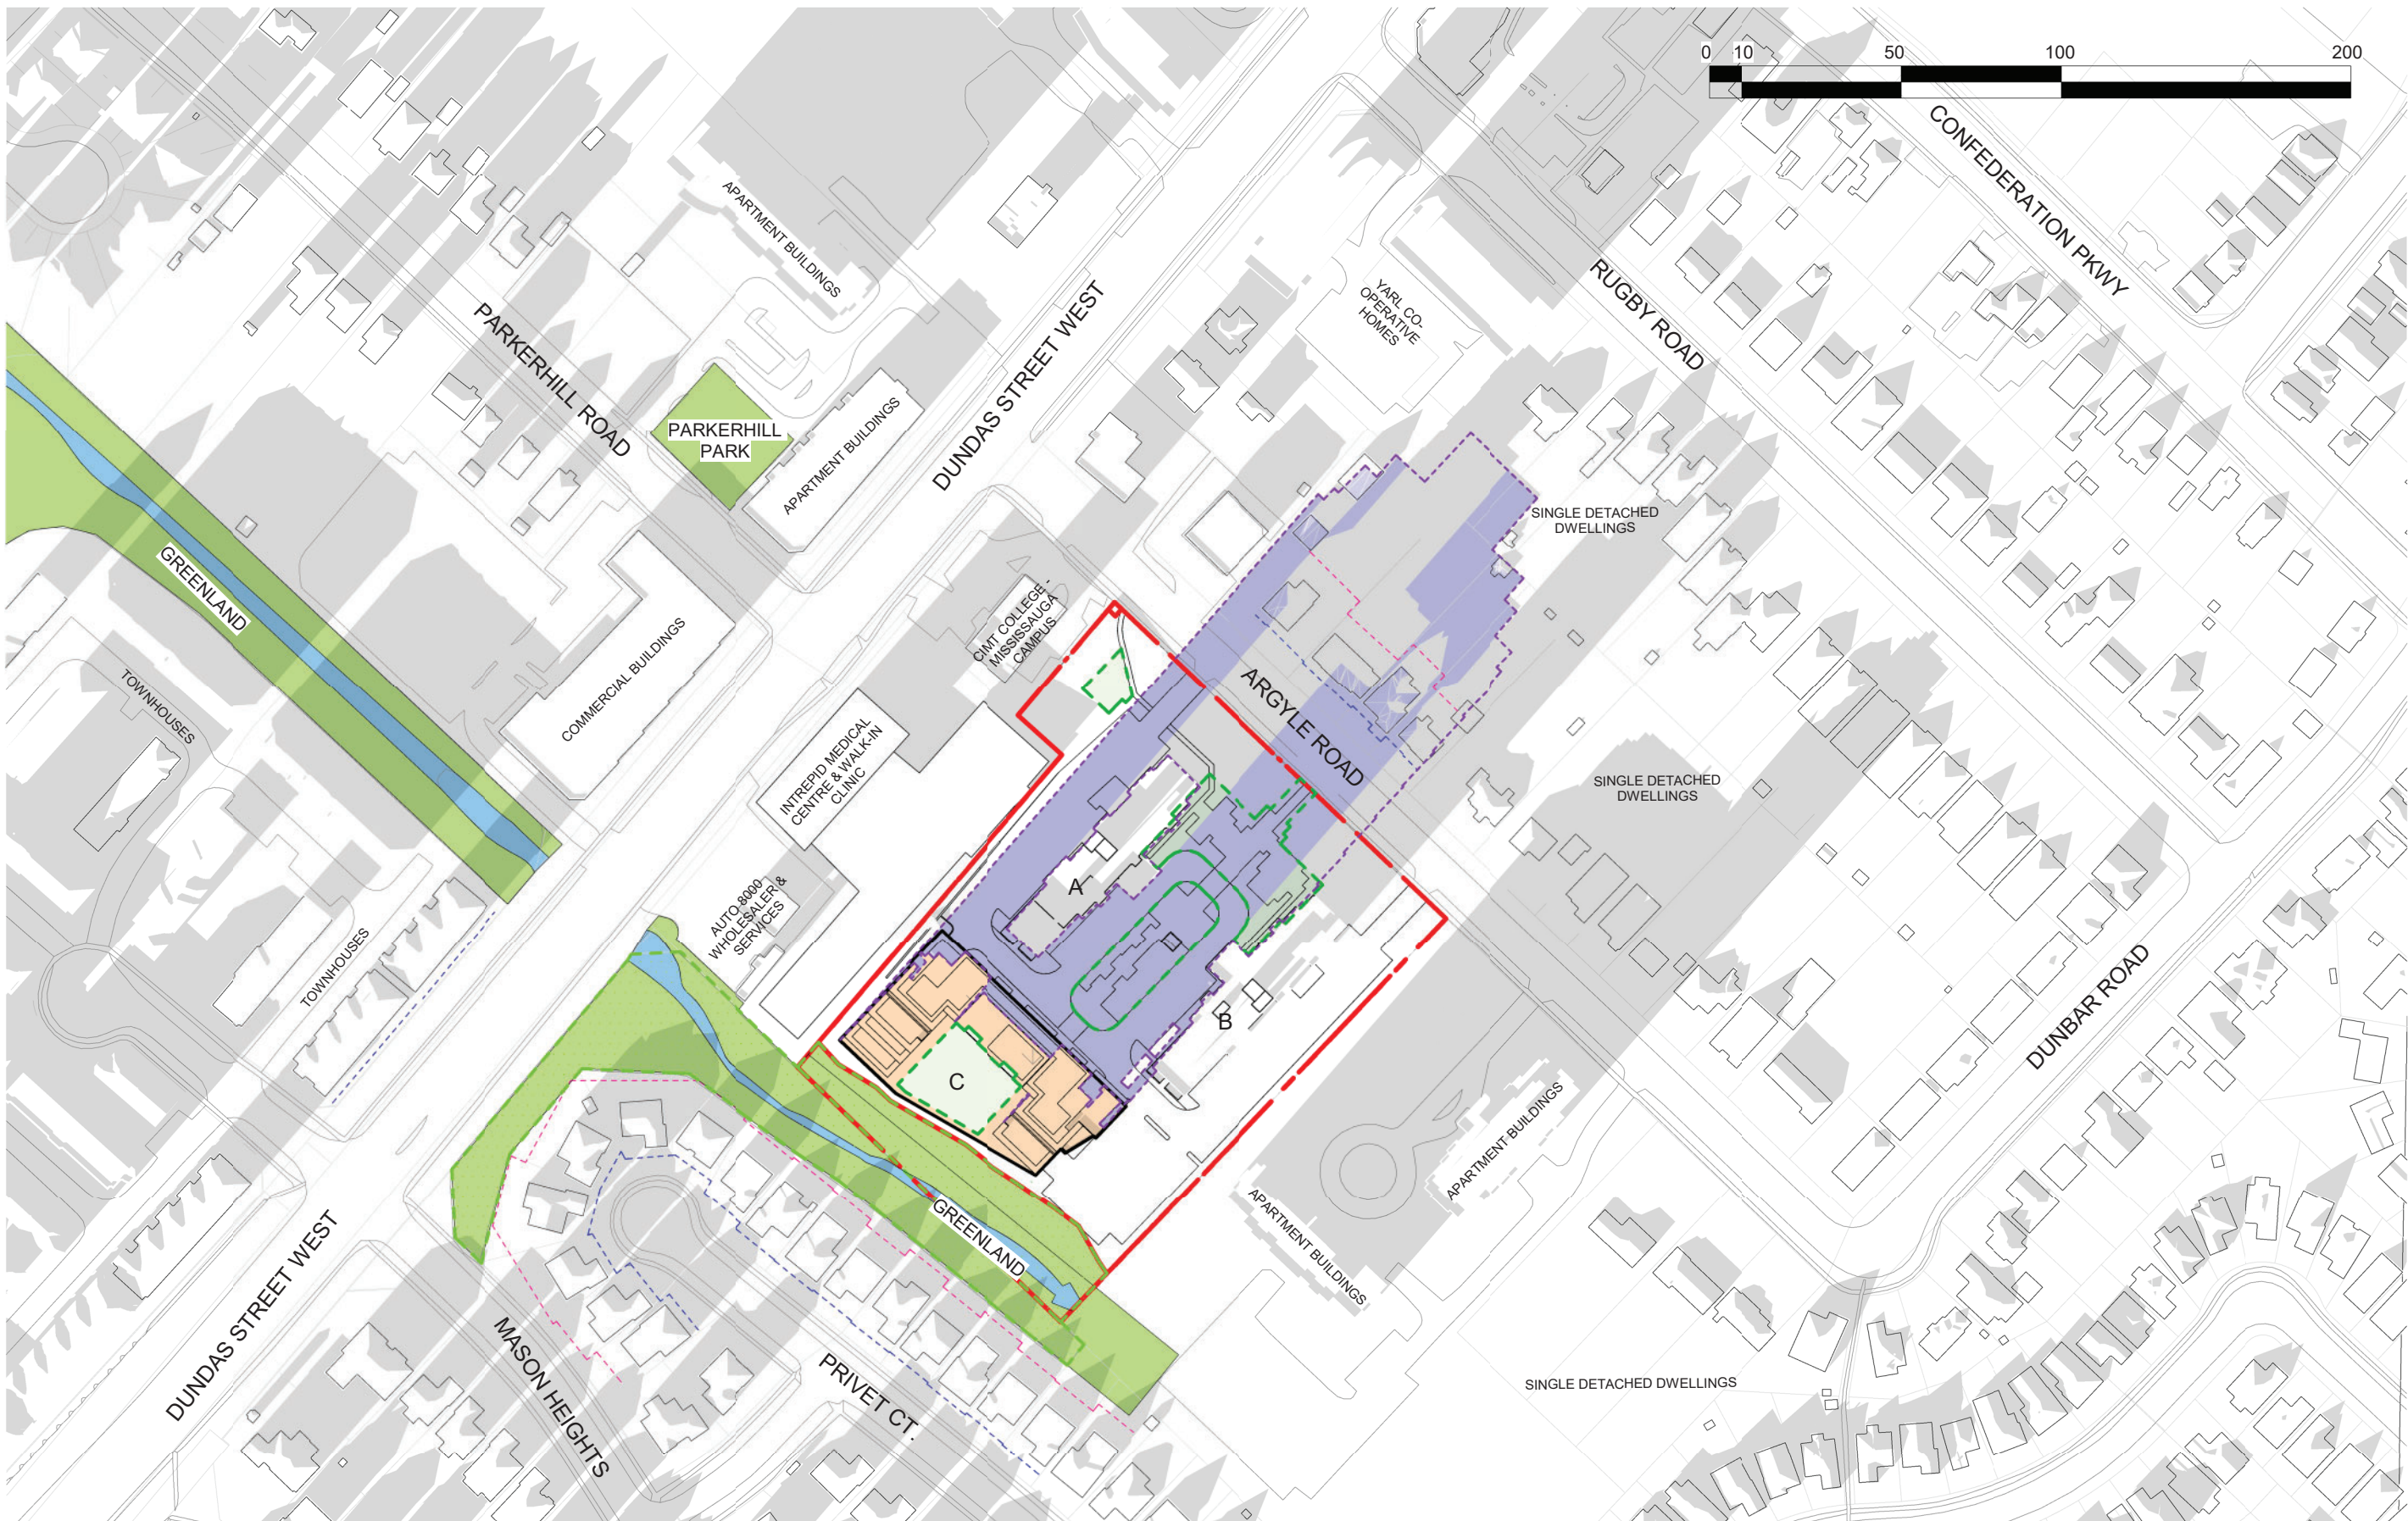 0 10 50 100 200
CONFEDERATION PKWY
APARTMENT BUILDINGS
RUGBY ROAD
YARL CO-
OPERATIVE
HOMES
DUNDAS STREET WEST
PARKERHILL ROAD
PARKERHILL
PARK
APARTMENT BUILDINGS
SINGLE DETACHED
DWELLINGS
GREENLAND
CIMT COLLEGE -
MISSISSAUGA
CAMPUS
COMMERCIAL BUILDINGS
TOWNHOUSES
ARGYLE ROAD
INTREPID MEDICAL
CENTRE & WALK-IN
CLINIC
SINGLE DETACHED
DWELLINGS
A
AUTO 8000
WHOLESALER &
SERVICES
TOWNHOUSES
B
DUNBAR ROAD
C
APARTMENT BUILDINGS
APARTMENT BUILDINGS
GREENLAND
DUNDAS STREET WEST
MASON HEIGHTS
PRIVET CT.
SINGLE DETACHED DWELLINGS